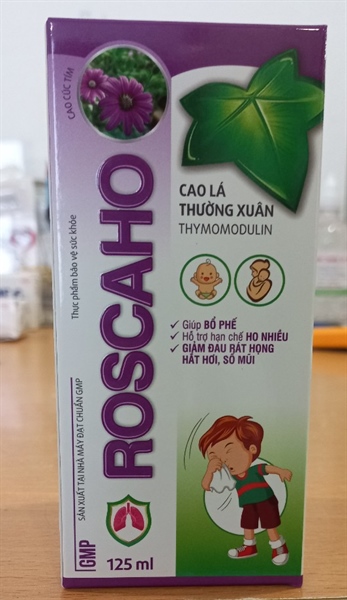 CAO CÚC TÍM
ROSCAHO
Thực phẩm bảo vệ sức khỏe
SẢN XUẤT TẠI NHÀ MÁY ĐẠT CHUẨN GMP
CAO LÁ
THƯỜNG XUÂN
THYMOMODULIN
Giúp BỔ PHẾ
Hỗ trợ hạn chế HO NHIỀU
GIẢM ĐAU RÁT HỌNG
HẮT HƠI, SỔ MŨI
GMP
125 ml